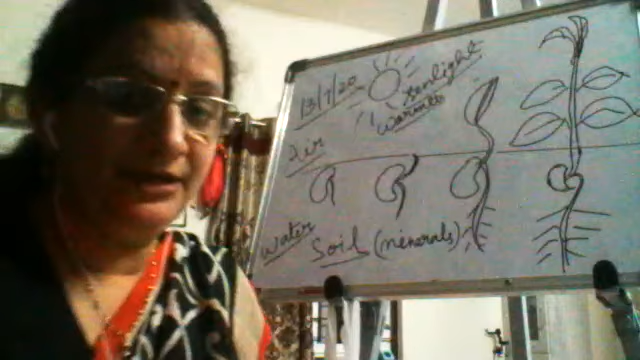 13/7/20
Sunlight
Warmth
Air
Water
Soil (minerals)